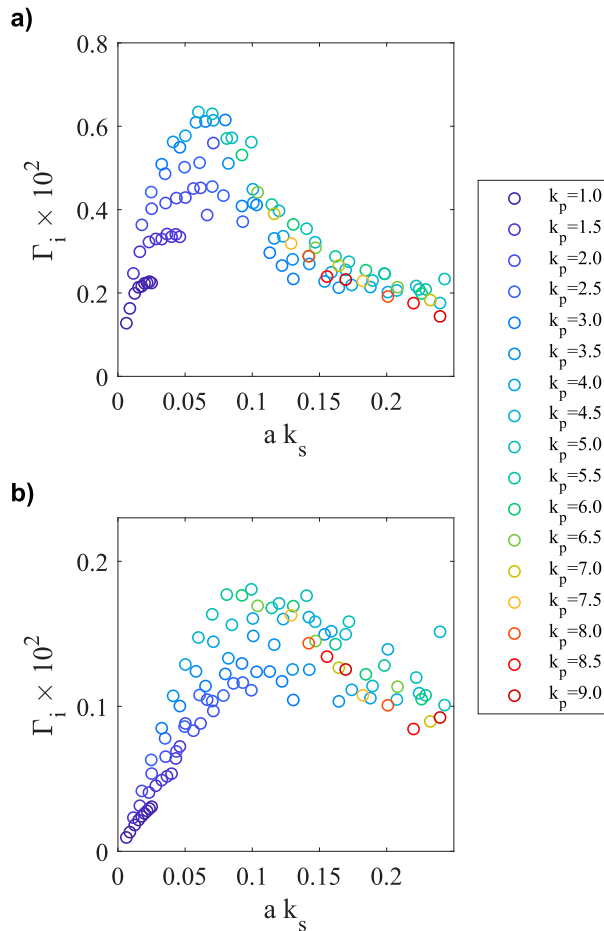 a)
0.8
0.6
0.4
0.2
0
Γi × 10²
0 0.05 0.1 0.15 0.2
a ks
b)
0.2
0.1
0
Γi × 10²
0 0.05 0.1 0.15 0.2
a ks
kp=1.0
kp=1.5
kp=2.0
kp=2.5
kp=3.0
kp=3.5
kp=4.0
kp=4.5
kp=5.0
kp=5.5
kp=6.0
kp=6.5
kp=7.0
kp=7.5
kp=8.0
kp=8.5
kp=9.0